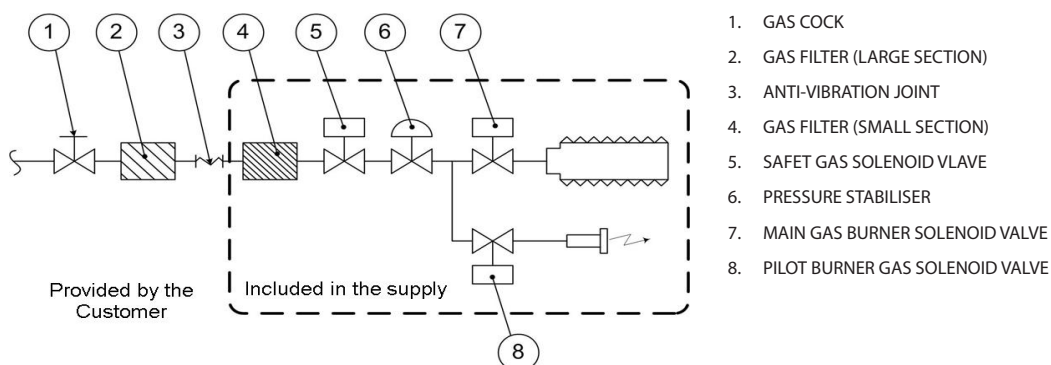 1
2
3
4
5
6
7
8
Provided by the
Customer
Included in the supply
1. GAS COCK
2. GAS FILTER (LARGE SECTION)
3. ANTI-VIBRATION JOINT
4. GAS FILTER (SMALL SECTION)
5. SAFET GAS SOLENOID VLAVE
6. PRESSURE STABILISER
7. MAIN GAS BURNER SOLENOID VALVE
8. PILOT BURNER GAS SOLENOID VALVE